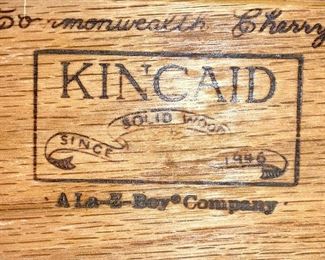 Commonwealth Cherry
KINCAID
SOLID WOOD
SINCE 1946
A La-Z-Boy® Company